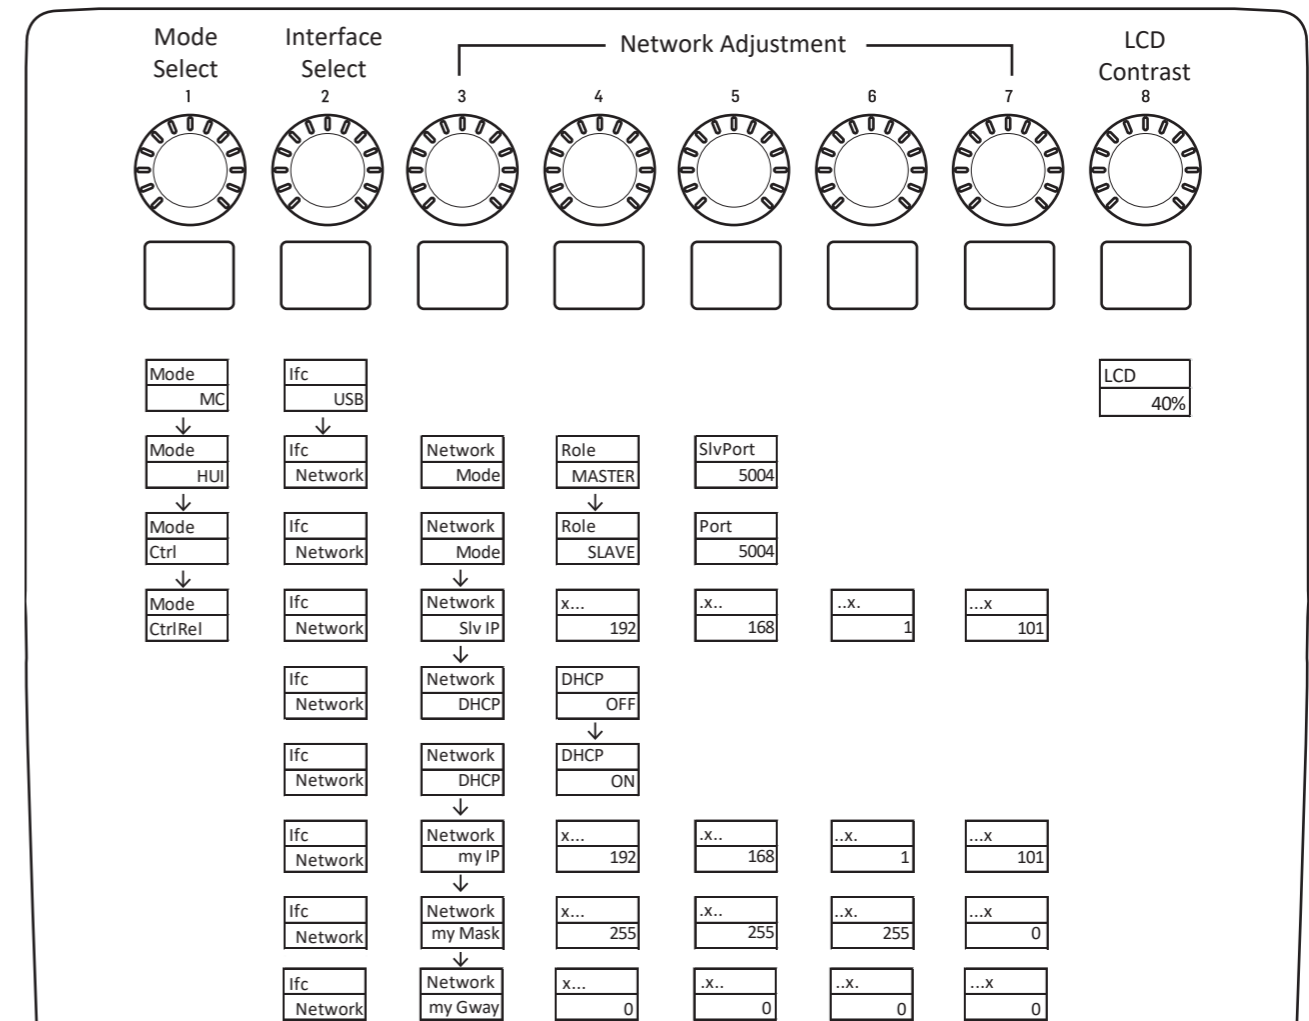 Mode Select
Interface Select
Network Adjustment
LCD Contrast
1 2 3 4 5 6 7 8
Mode Ifc LCD
MC USB 40%
Mode Ifc Network Role SlvPort
HUI Network Mode MASTER 5004
Mode Ifc Network Role Port
Ctrl Network Mode SLAVE 5004
Mode Ifc Network x... .x.. ..x. ...x
CtrlRel Network Slv IP 192 168 1 101
Ifc Network DHCP
Network DHCP OFF
Ifc Network DHCP
Network DHCP ON
Ifc Network x... .x.. ..x. ...x
Network my IP 192 168 1 101
Ifc Network x... .x.. ..x. ...x
Network my Mask 255 255 255 0
Ifc Network x... .x.. ..x. ...x
Network my Gway 0 0 0 0